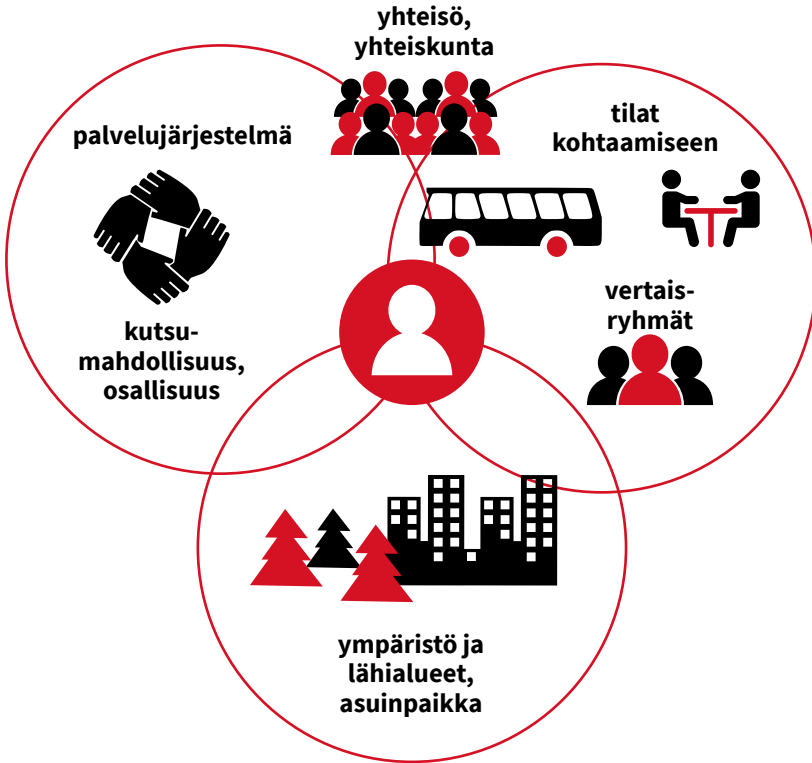 yhteisö,
yhteiskunta
palvelujärjestelmä
tilat
kohtaamiseen
kutsu-
mahdollisuus,
osallisuus
vertais-
ryhmät
ympäristö ja
lähialueet,
asuinpaikka